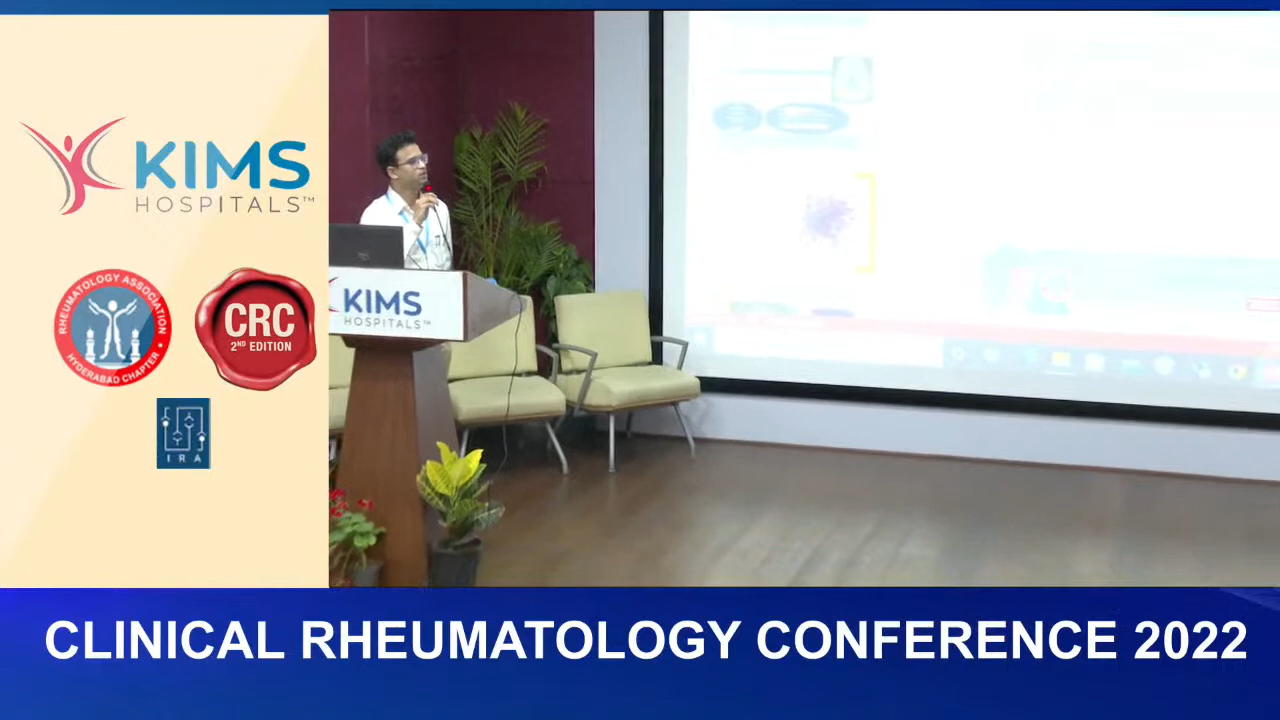 KIMS
HOSPITALS™
RHEUMATOLOGY ASSOCIATION
HYDERABAD CHAPTER
CRC
2ND EDITION
IRA
KIMS
HOSPITALS™
CLINICAL RHEUMATOLOGY CONFERENCE 2022